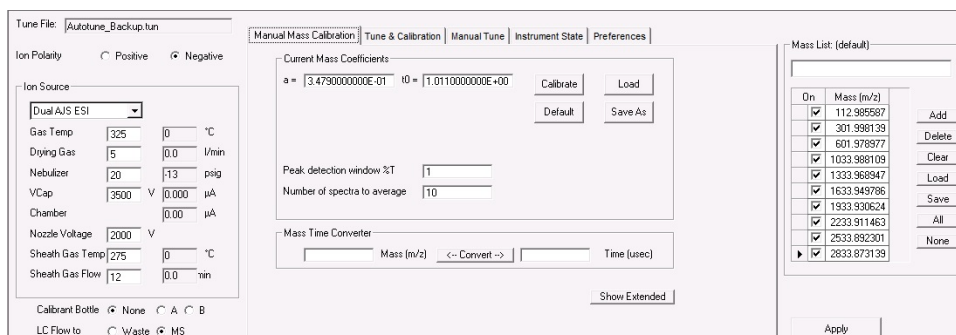 Tune File: Autotune_Backup.tun
Ion Polarity Positive Negative
Ion Source
Dual AJS ESI
Gas Temp 325 0 °C
Drying Gas 5 0.0 l/min
Nebulizer 20 -13 psig
VCap 3500 V 0.000 µA
Chamber 0.00 µA
Nozzle Voltage 2000 V
Sheath Gas Temp 275 0 °C
Sheath Gas Flow 12 0.0 min
Calibrant Bottle None A B
LC Flow to Waste MS
Manual Mass Calibration Tune & Calibration Manual Tune Instrument State Preferences
Current Mass Coefficients
a = 3.4790000000E-01 t0 = 1.0110000000E+00 Calibrate Load
Default Save As
Peak detection window %T 1
Number of spectra to average 10
Mass Time Converter
Mass (m/z) <-- Convert --> Time (usec)
Show Extended
Mass List: (default)
On Mass (m/z)
112.985587 Add
301.998139 Delete
601.978977 Clear
1033.988109 Load
1333.968947 Save
1633.949786 All
1933.930624 None
2233.911463
2533.892301
2833.873139
Apply